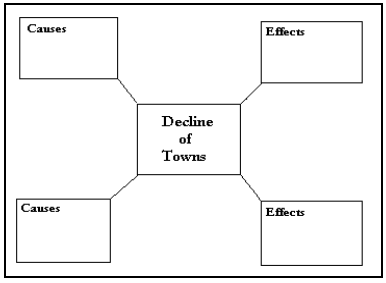 Causes
Effects
Decline
of
Towns
Causes
Effects